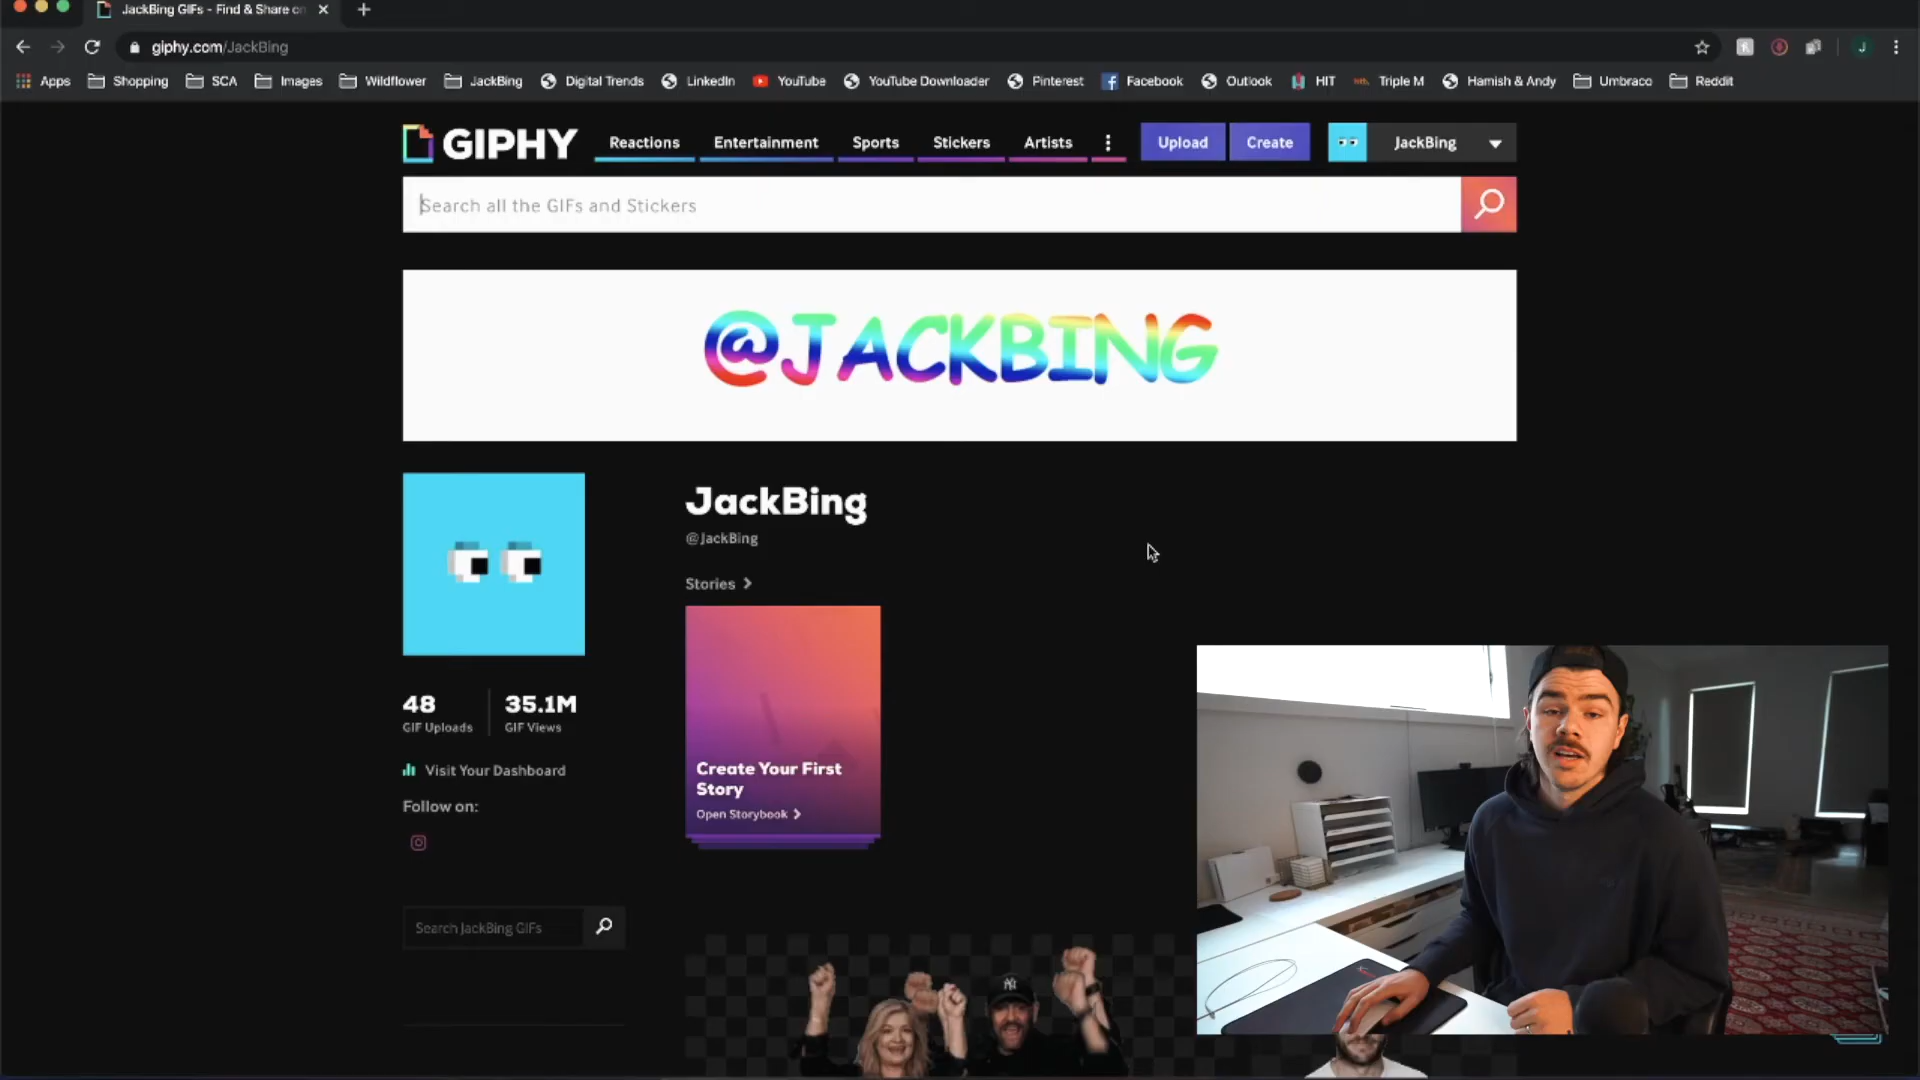 JackBing GIFs - Find & Share on
giphy.com/JackBing
J
Apps Shopping SCA Images Wildflower JackBing Digital Trends LinkedIn YouTube YouTube Downloader Pinterest Facebook Outlook HIT Triple M Hamish & Andy Umbraco Reddit
GIPHY Reactions Entertainment Sports Stickers Artists Upload Create JackBing
Search all the GIFs and Stickers
@JACKBING
JackBing
@JackBing
Stories
48 35.1M
GIF Uploads GIF Views
Create Your First
Story
Open Storybook
Visit Your Dashboard
Follow on:
Search JackBing GIFs